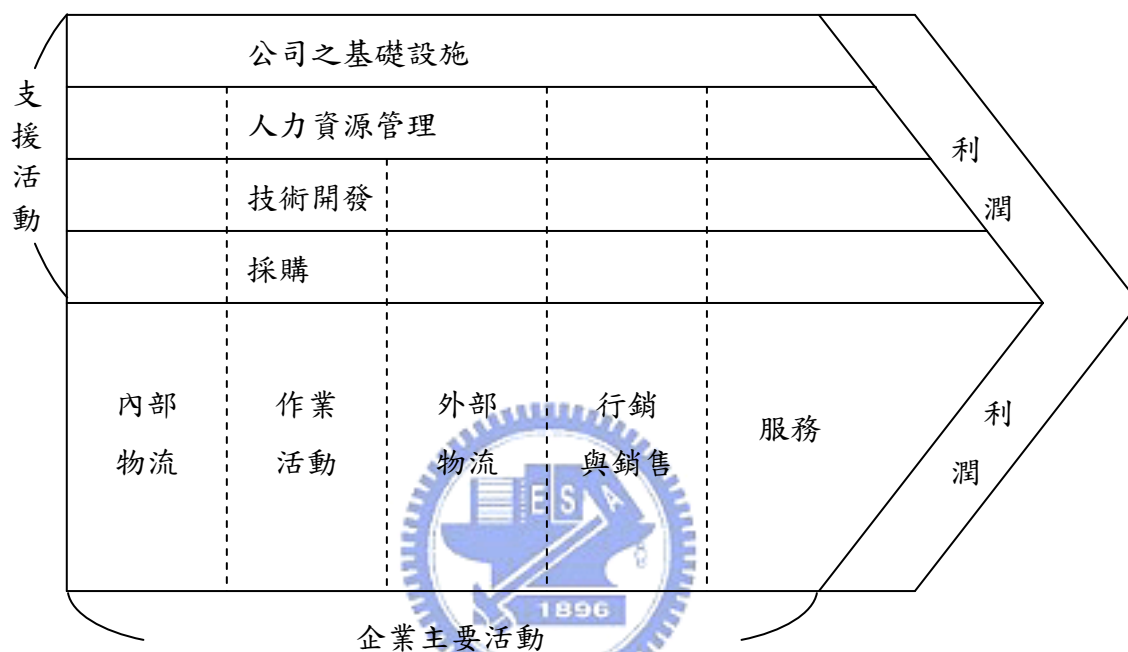 支援活動
公司之基礎設施
人力資源管理
技術開發
採購
利潤
內部
物流
作業
活動
外部
物流
行銷
與銷售
服務
利潤
E S A
1896
企業主要活動